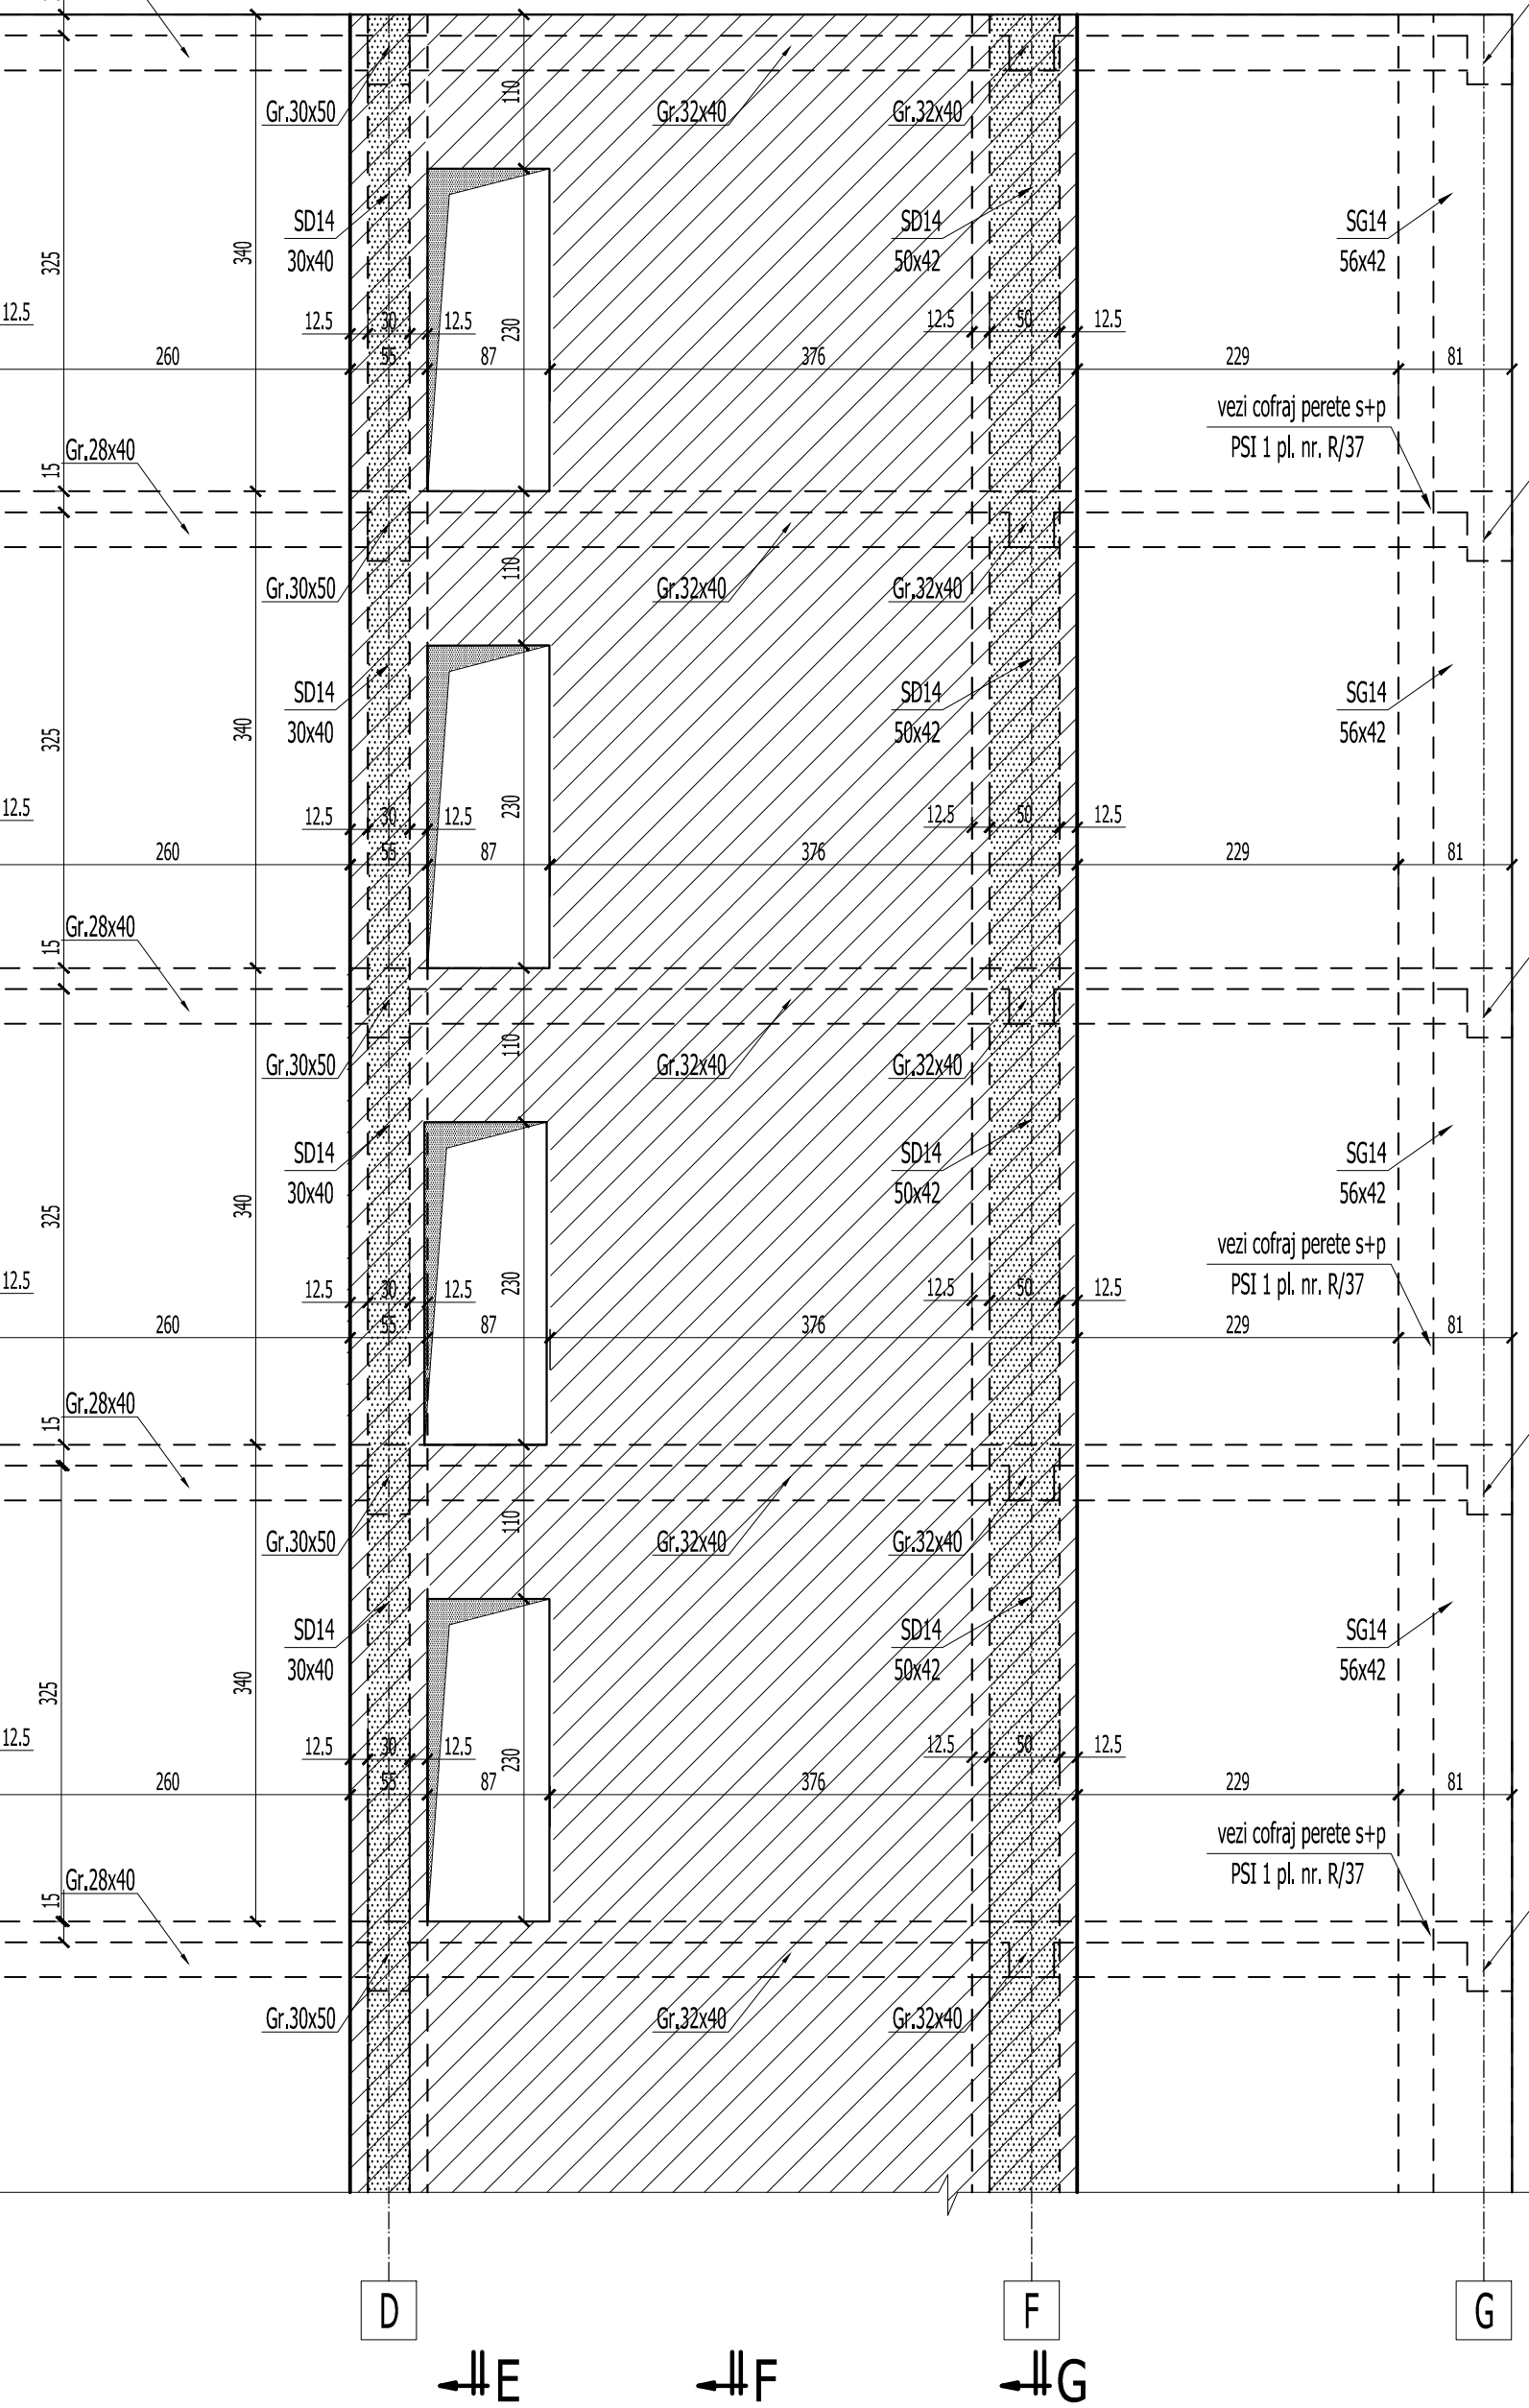 Gr.30x50
110
Gr.32x40
Gr.32x40
SD14
30x40
SD14
50x42
SG14
56x42
325
340
12.5
12.5
30
12.5
230
12.5
50
12.5
260
55
87
376
229
81
vezi cofraj perete s+p
PSI 1 pl. nr. R/37
15
Gr.28x40
Gr.30x50
110
Gr.32x40
Gr.32x40
SD14
30x40
SD14
50x42
SG14
56x42
325
340
12.5
12.5
30
12.5
230
12.5
50
12.5
260
55
87
376
229
81
15
Gr.28x40
Gr.30x50
110
Gr.32x40
Gr.32x40
SD14
30x40
SD14
50x42
SG14
56x42
325
340
vezi cofraj perete s+p
PSI 1 pl. nr. R/37
12.5
12.5
30
12.5
230
12.5
50
12.5
260
55
87
376
229
81
15
Gr.28x40
Gr.30x50
110
Gr.32x40
Gr.32x40
SD14
30x40
SD14
50x42
SG14
56x42
325
340
12.5
12.5
30
12.5
230
12.5
50
12.5
260
55
87
376
229
81
vezi cofraj perete s+p
PSI 1 pl. nr. R/37
15
Gr.28x40
Gr.30x50
Gr.32x40
Gr.32x40
D
F
G
E
F
G